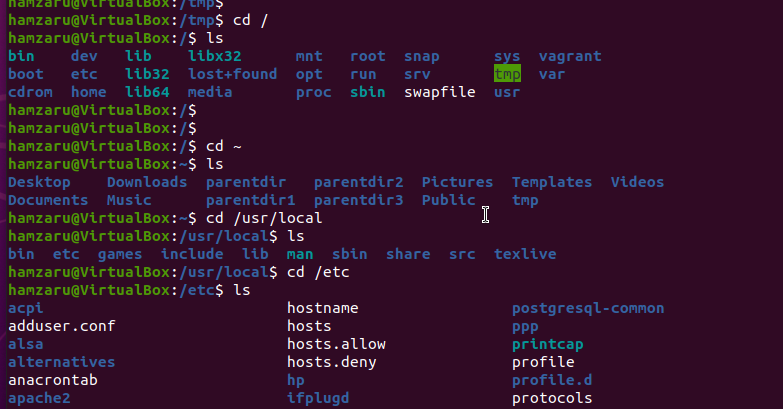 hamzaru@VirtualBox:/tmp$
hamzaru@VirtualBox:/tmp$ cd /
hamzaru@VirtualBox:/$ ls
bin dev lib libx32 mnt root snap sys vagrant
boot etc lib32 lost+found opt run srv tmp var
cdrom home lib64 media proc sbin swapfile usr
hamzaru@VirtualBox:/$
hamzaru@VirtualBox:/$
hamzaru@VirtualBox:/$ cd ~
hamzaru@VirtualBox:~$ ls
Desktop Downloads parentdir parentdir2 Pictures Templates Videos
Documents Music parentdir1 parentdir3 Public tmp
hamzaru@VirtualBox:~$ cd /usr/local
hamzaru@VirtualBox:/usr/local$ ls
bin etc games include lib man sbin share src texlive
hamzaru@VirtualBox:/usr/local$ cd /etc
hamzaru@VirtualBox:/etc$ ls
acpi hostname postgresql-common
adduser.conf hosts ppp
alsa hosts.allow printcap
alternatives hosts.deny profile
anacrontab hp profile.d
apache2 ifplugd protocols